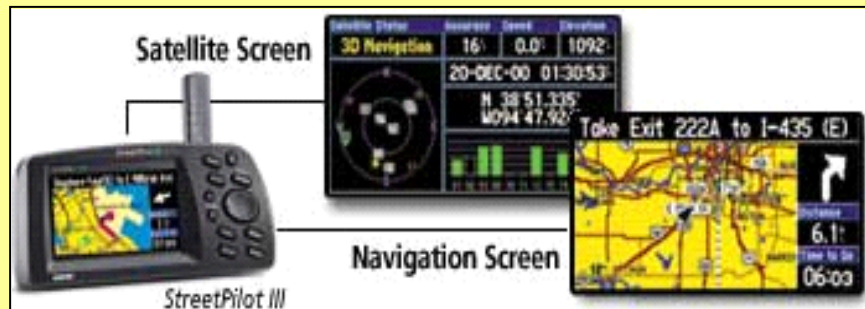 Satellite Screen
Satellite Status Accuracy Speed Elevation
3D Navigation 16 0.0 1092
20-DEC-00 01:30:53
N 38 51.335'
W094 47.92
Take Exit 222A to I-435 (E)
Distance
6.1
Time to Go
06:03
Navigation Screen
StreetPilot III